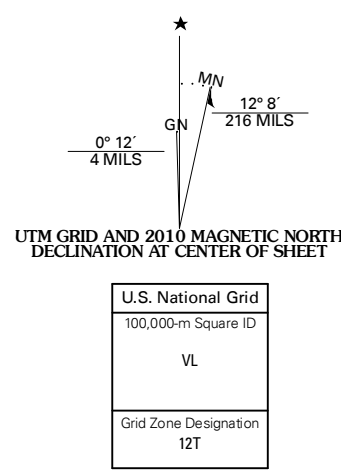 ★
MN
GN
12° 8´
216 MILS
0° 12´
4 MILS
UTM GRID AND 2010 MAGNETIC NORTH
DECLINATION AT CENTER OF SHEET
U.S. National Grid
100,000-m Square ID
VL
Grid Zone Designation
12T